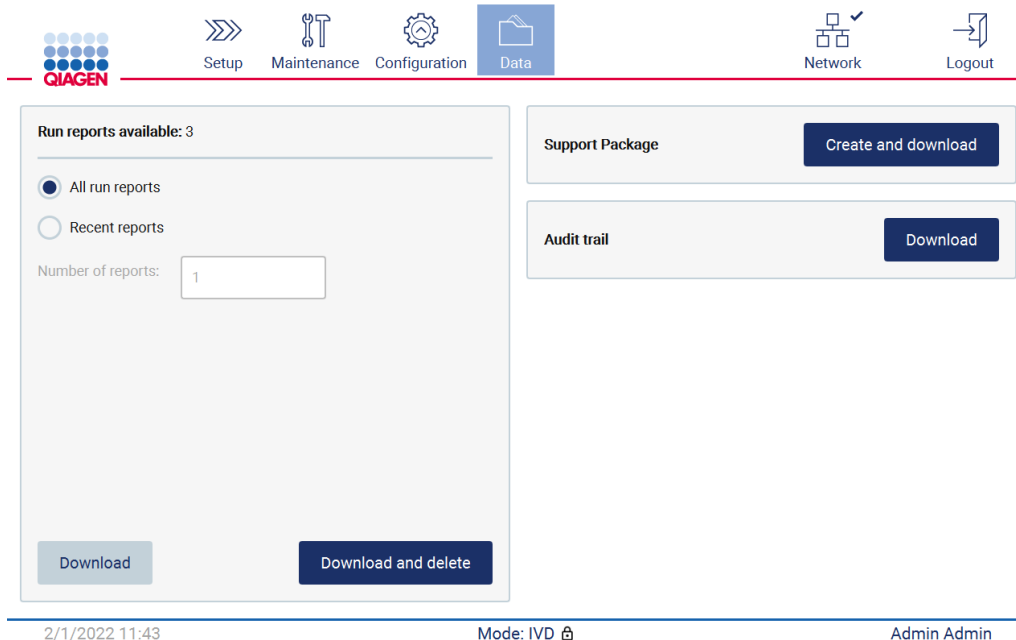 QIAGEN
Setup
Maintenance
Configuration
Data
Network
Logout
Run reports available: 3
All run reports
Recent reports
Number of reports: 1
Download
Download and delete
Support Package
Create and download
Audit trail
Download
2/1/2022 11:43
Mode: IVD
Admin Admin